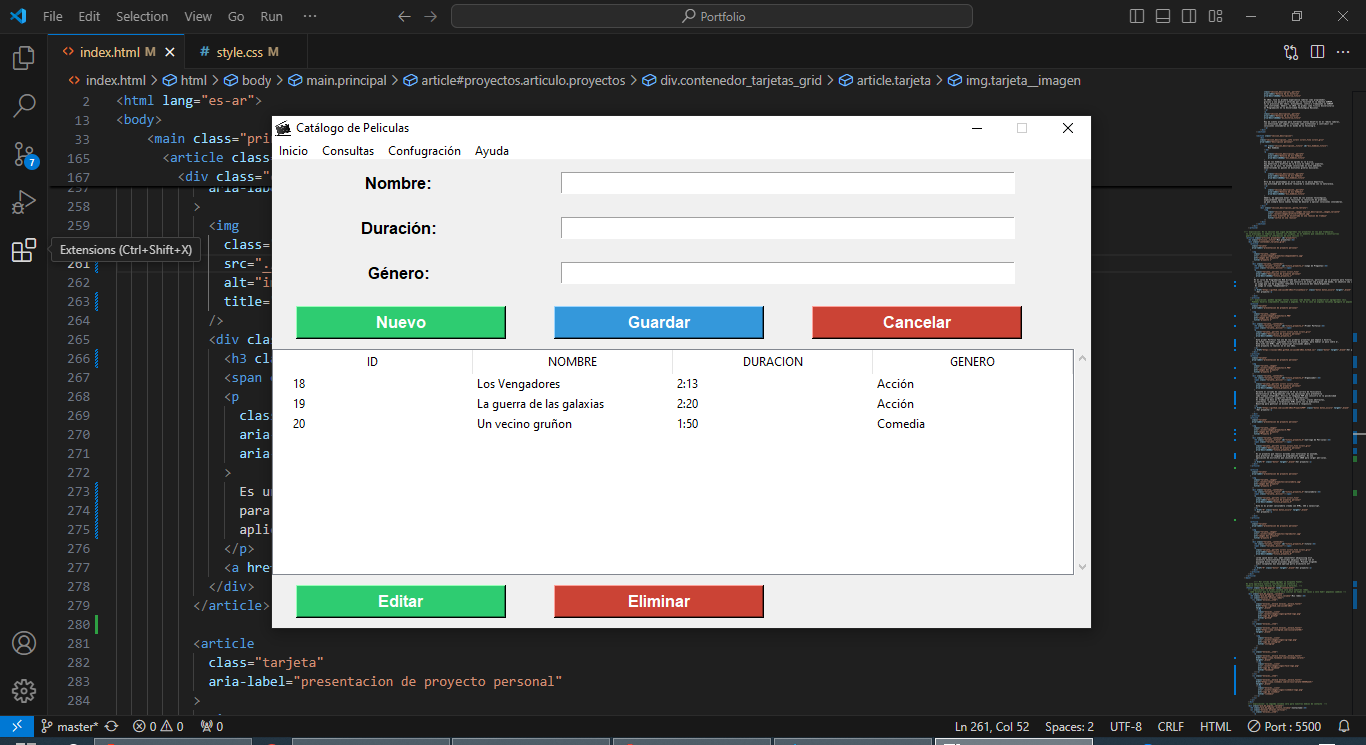 File Edit Selection View Go Run ··· Portfolio
index.html M style.css M
index.html > html > body > main.principal > article#proyectos.articulo.proyectos > div.contenedor_tarjetas_grid > article.tarjeta > img.tarjeta__imagen
2 <html lang="es-ar">
13 <body>
33 <main class="pri
165 <article class
167 <div class="
257 aria-lab
258 >
259 <img
class=
Extensions (Ctrl+Shift+X)
261 src="..
262 alt="i
263 title=
264 />
265 <div clas
266 <h3 cla
267 <span
268 <p
269 clas
270 aria
271 aria
272 >
273 Es u
274 para
275 apli
276 </p>
277 <a hre
278 </div>
279 </article>
280
281 <article
282 class="tarjeta"
283 aria-label="presentacion de proyecto personal"
284 >
Catálogo de Peliculas
Inicio Consultas Confugración Ayuda
Nombre:
Duración:
Género:
Nuevo Guardar Cancelar
ID NOMBRE DURACION GENERO
18 Los Vengadores 2:13 Acción
19 La guerra de las galaxias 2:20 Acción
20 Un vecino gruñon 1:50 Comedia
Editar Eliminar
7
master* 0 0 0 Ln 261, Col 52 Spaces: 2 UTF-8 CRLF HTML Port : 5500